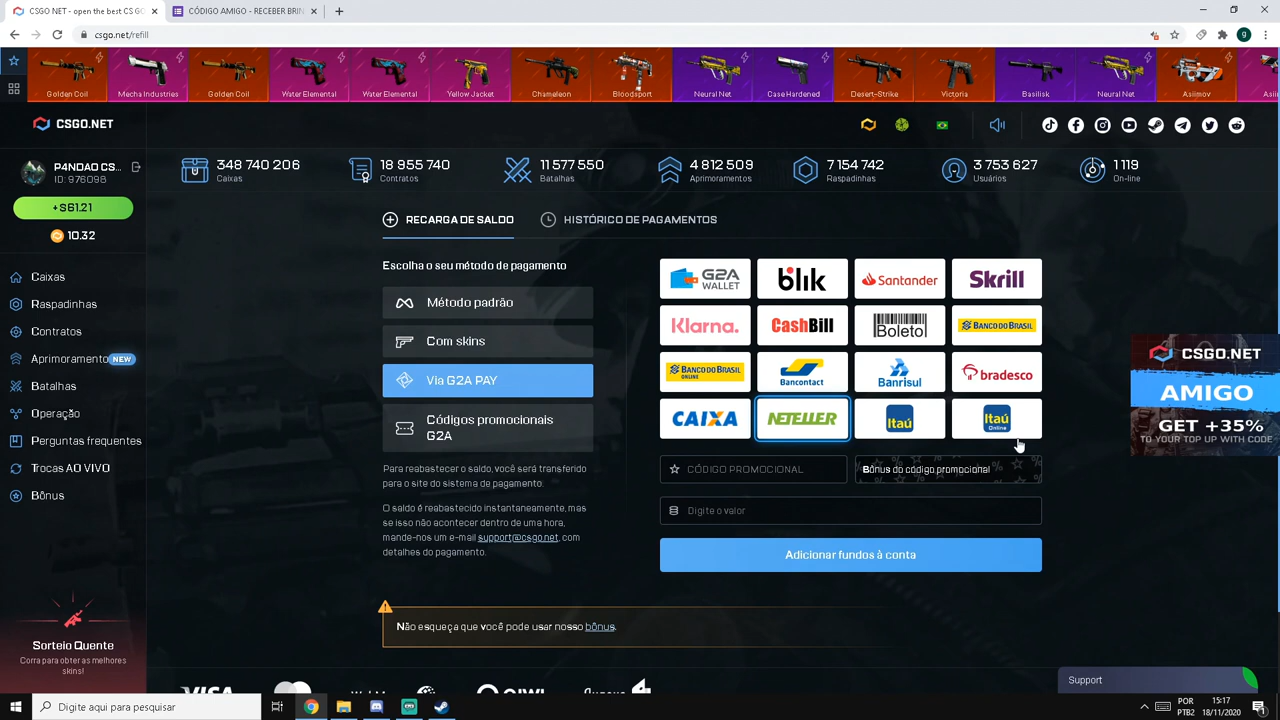 CSGO NET - open the best CS GO
CÓDIGO AMIGO - RECEBER BRIN
csgo.net/refill
Golden Coil
Mecha Industries
Golden Coil
Water Elemental
Water Elemental
Yellow Jacket
Chameleon
Bloodsport
Neural Net
Case Hardened
Desert-Strike
Victoria
Basilisk
Neural Net
Asiimov
Asii
CSGO.NET
P4NDAO CS...
ID: 976098
+$61.21
10.32
348 740 206
Caixas
18 955 740
Contratos
11 577 550
Batalhas
4 812 509
Aprimoramentos
7 154 742
Raspadinhas
3 753 627
Usuários
1 119
On-line
Caixas
Raspadinhas
Contratos
Aprimoramento NEW
Batalhas
Operação
Perguntas frequentes
Trocas AO VIVO
Bônus
Sorteio Quente
Corra para obter as melhores
skins!
RECARGA DE SALDO
HISTÓRICO DE PAGAMENTOS
Escolha o seu método de pagamento
Método padrão
Com skins
Via G2A PAY
Códigos promocionais
G2A
Para reabastecer o saldo, você será transferido
para o site do sistema de pagamento.
O saldo é reabastecido instantaneamente, mas
se isso não acontecer dentro de uma hora,
mande-nos um e-mail support@csgo.net, com
detalhes do pagamento.
G2A WALLET
blik
Santander
Skrill
Klarna.
CashBill
Boleto
BANCO DO BRASIL
BANCO DO BRASIL ONLINE
Bancontact
Banrisul
bradesco
CAIXA
NETELLER
Itaú
Itaú Online
CÓDIGO PROMOCIONAL
Bônus do código promocional
Digite o valor
Adicionar fundos à conta
Não esqueça que você pode usar nosso bônus.
CSGO.NET
AMIGO
GET +35%
TO YOUR TOP UP WITH CODE
VISA
QIWI
Support
Digite aqui para pesquisar
POR
PTB2
15:17
18/11/2020